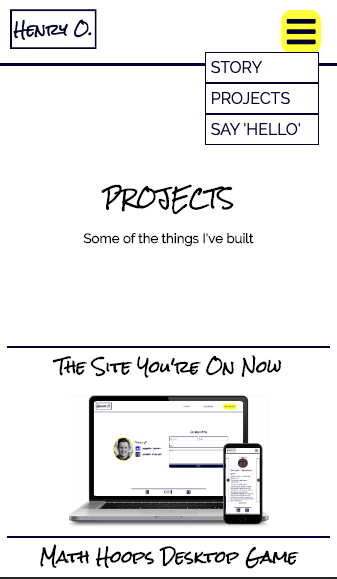 Henry O.
STORY
PROJECTS
SAY 'HELLO'
PROJECTS
Some of the things I've built
The Site You're On Now
Math Hoops Desktop Game